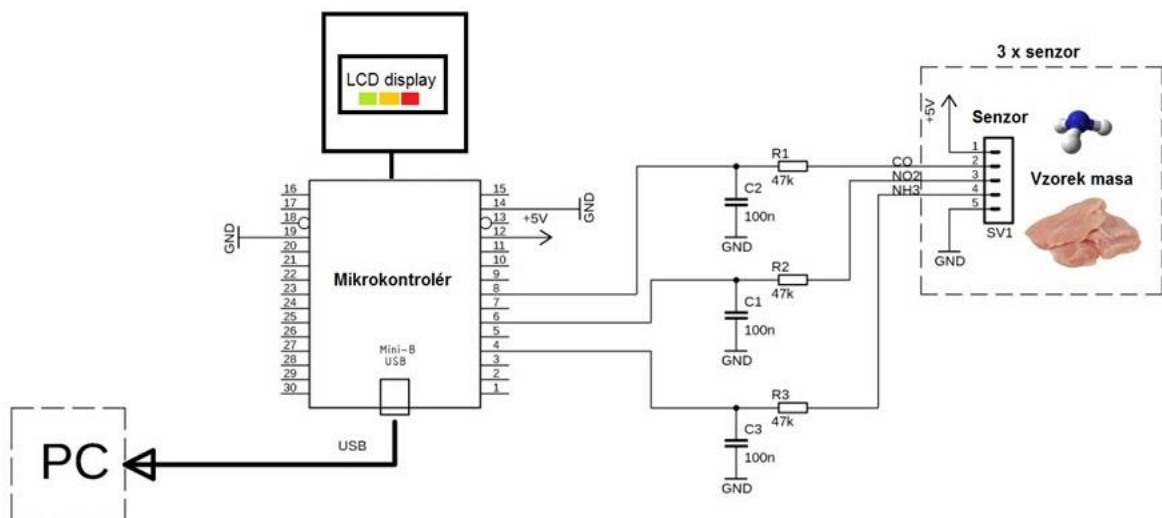 LCD display
3 x senzor
+5V
Senzor
1
2
3
4
5
SV1
GND
Vzorek masa
CO
NO2
NH3
R1
47k
C2
100n
GND
R2
47k
C1
100n
GND
R3
47k
C3
100n
GND
16
17
18
19
20
21
22
23
24
25
26
27
28
29
30
GND
15
14
13
12
11
10
9
8
7
6
5
4
3
2
1
GND
+5V
Mikrokontrolér
Mini-B
USB
USB
PC